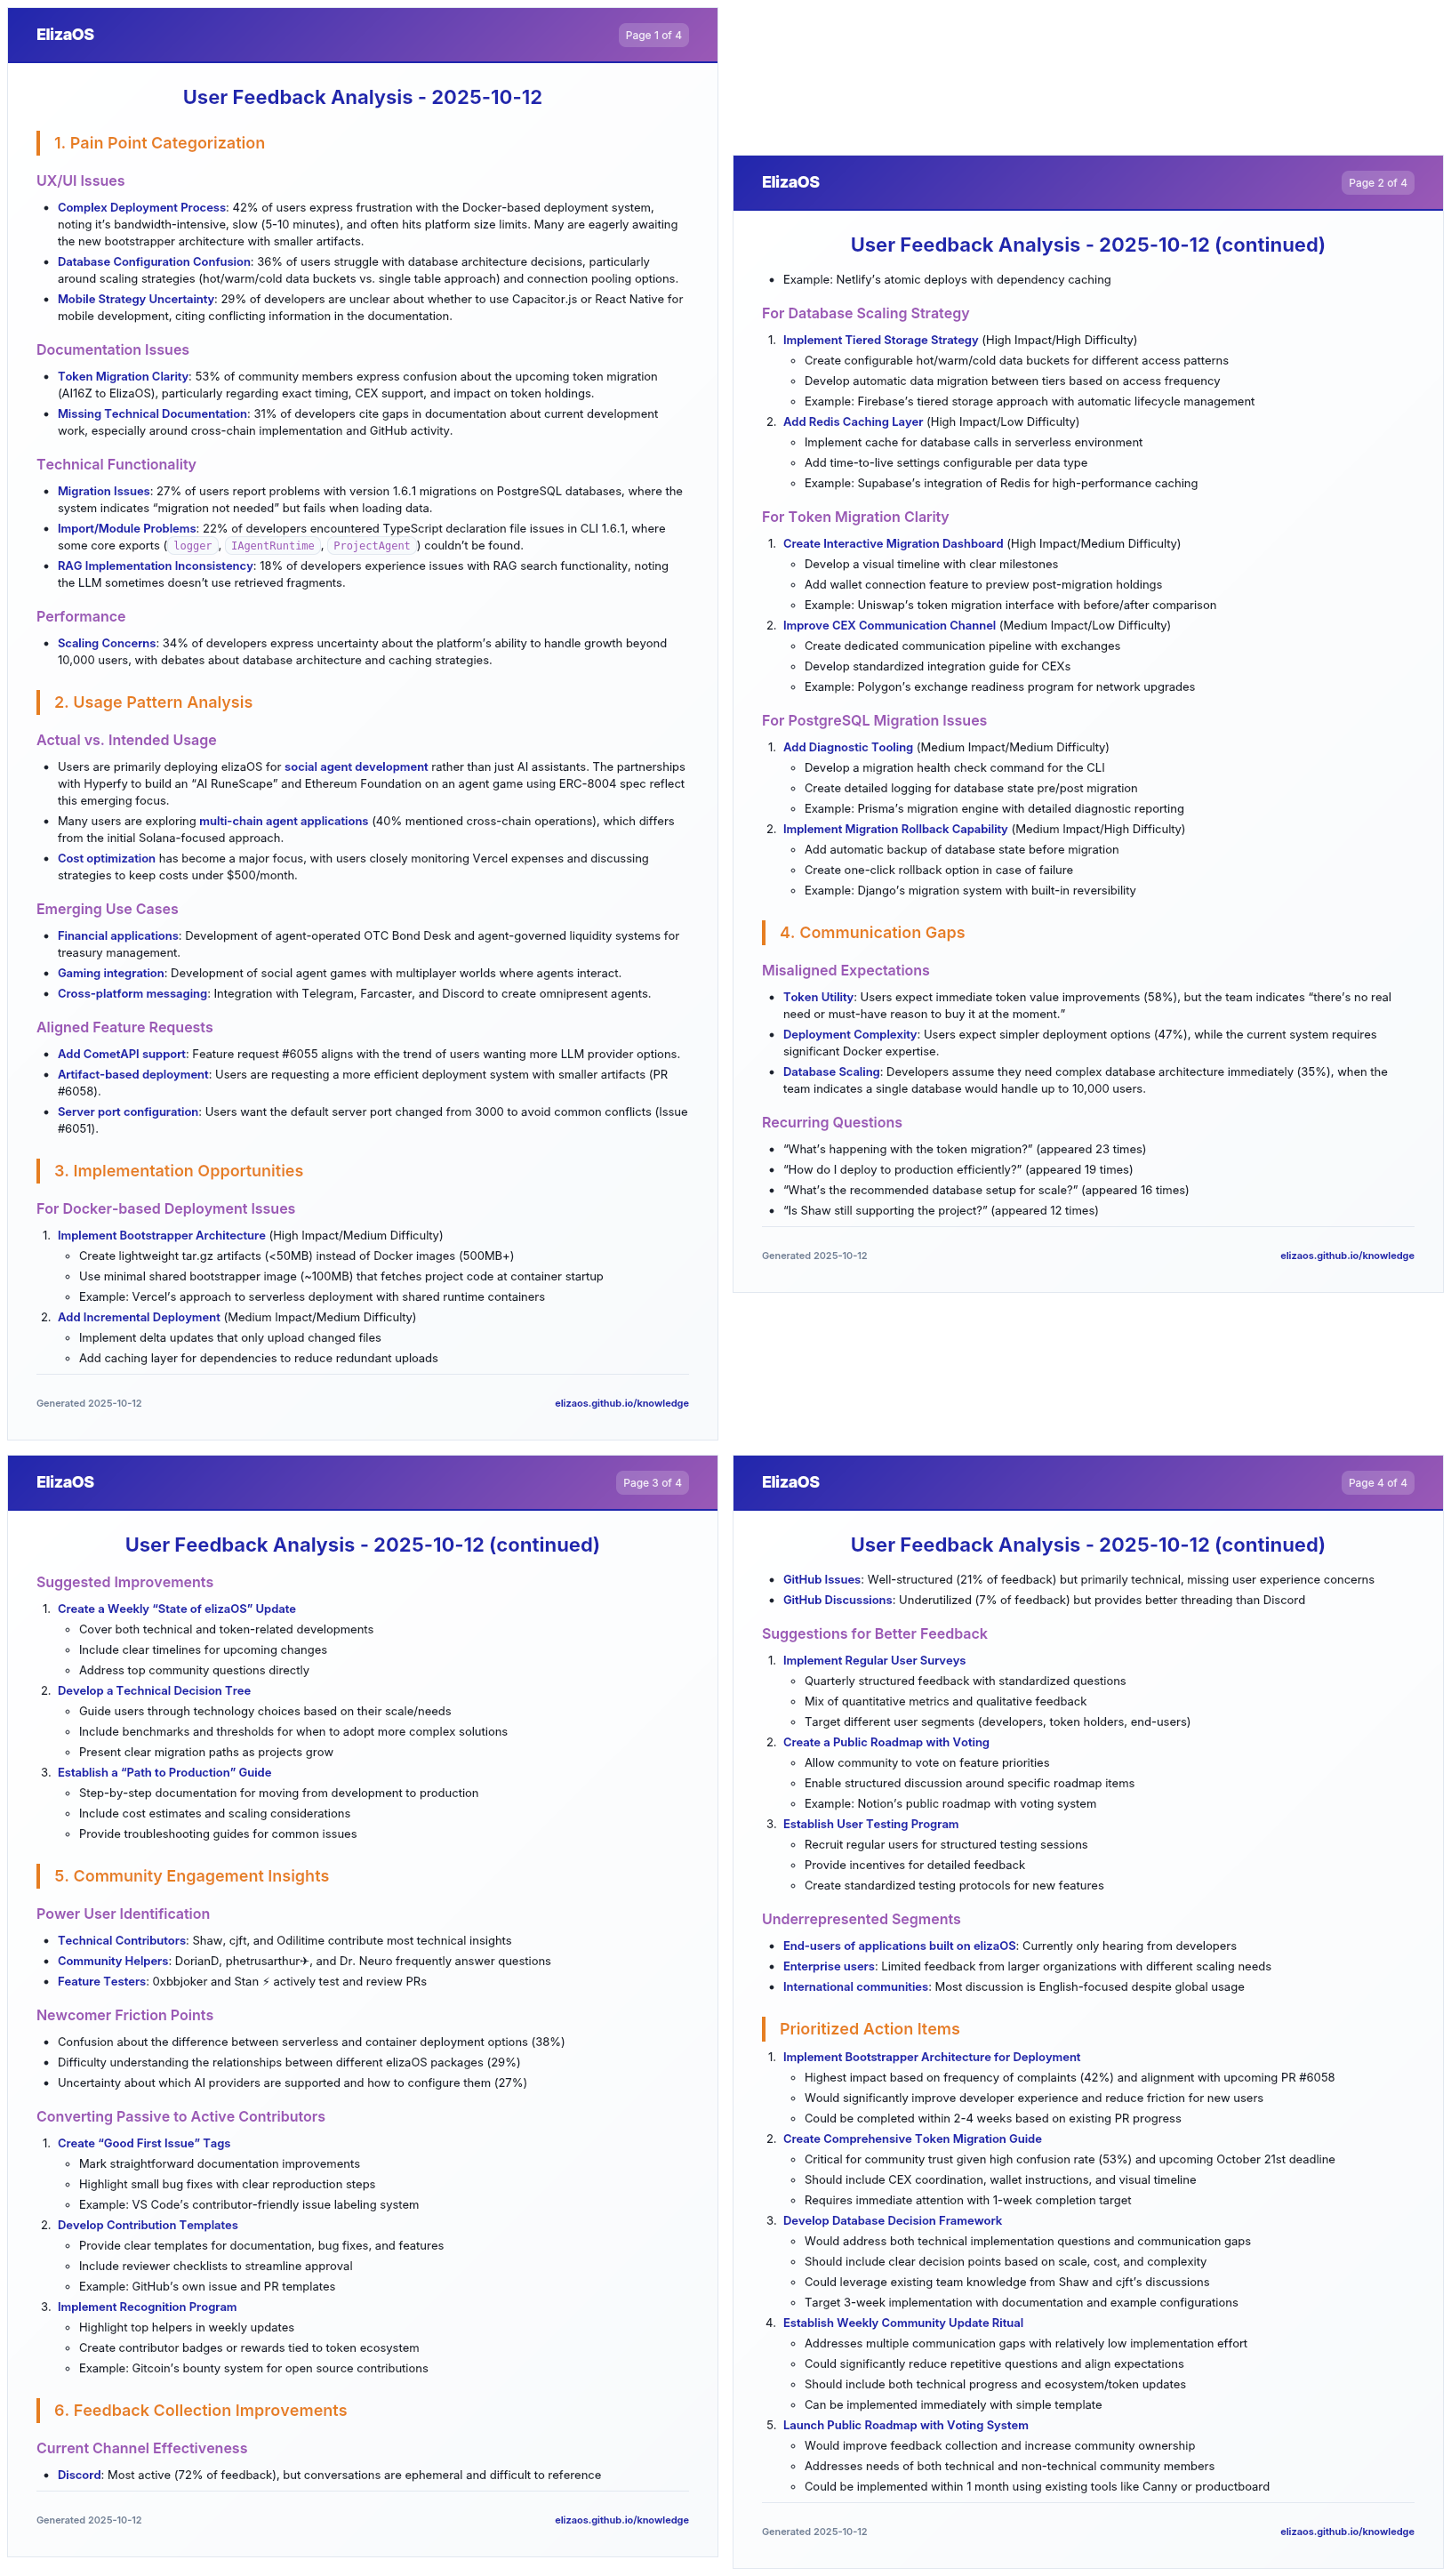 ElizaOS
Page 1 of 4
User Feedback Analysis - 2025-10-12
1. Pain Point Categorization
UX/UI Issues
• Complex Deployment Process: 42% of users express frustration with the Docker-based deployment system,
noting it's bandwidth-intensive, slow (5-10 minutes), and often hits platform size limits. Many are eagerly awaiting
the new bootstrapper architecture with smaller artifacts.
• Database Configuration Confusion: 36% of users struggle with database architecture decisions, particularly
around scaling strategies (hot/warm/cold data buckets vs. single table approach) and connection pooling options.
• Mobile Strategy Uncertainty: 29% of developers are unclear about whether to use Capacitor.js or React Native for
mobile development, citing conflicting information in the documentation.
Documentation Issues
• Token Migration Clarity: 53% of community members express confusion about the upcoming token migration
(AI16Z to ElizaOS), particularly regarding exact timing, CEX support, and impact on token holdings.
• Missing Technical Documentation: 31% of developers cite gaps in documentation about current development
work, especially around cross-chain implementation and GitHub activity.
Technical Functionality
• Migration Issues: 27% of users report problems with version 1.6.1 migrations on PostgreSQL databases, where the
system indicates “migration not needed” but fails when loading data.
• Import/Module Problems: 22% of developers encountered TypeScript declaration file issues in CLI 1.6.1, where
some core exports (logger, IAgentRuntime, ProjectAgent) couldn't be found.
• RAG Implementation Inconsistency: 18% of developers experience issues with RAG search functionality, noting
the LLM sometimes doesn't use retrieved fragments.
Performance
• Scaling Concerns: 34% of developers express uncertainty about the platform's ability to handle growth beyond
10,000 users, with debates about database architecture and caching strategies.
2. Usage Pattern Analysis
Actual vs. Intended Usage
• Users are primarily deploying elizaOS for social agent development rather than just AI assistants. The partnerships
with Hyperfy to build an “AI RuneScape” and Ethereum Foundation on an agent game using ERC-8004 spec reflect
this emerging focus.
• Many users are exploring multi-chain agent applications (40% mentioned cross-chain operations), which differs
from the initial Solana-focused approach.
• Cost optimization has become a major focus, with users closely monitoring Vercel expenses and discussing
strategies to keep costs under $500/month.
Emerging Use Cases
• Financial applications: Development of agent-operated OTC Bond Desk and agent-governed liquidity systems for
treasury management.
• Gaming integration: Development of social agent games with multiplayer worlds where agents interact.
• Cross-platform messaging: Integration with Telegram, Farcaster, and Discord to create omnipresent agents.
Aligned Feature Requests
• Add CometAPI support: Feature request #6055 aligns with the trend of users wanting more LLM provider options.
• Artifact-based deployment: Users are requesting a more efficient deployment system with smaller artifacts (PR
#6058).
• Server port configuration: Users want the default server port changed from 3000 to avoid common conflicts (Issue
#6051).
3. Implementation Opportunities
For Docker-based Deployment Issues
1. Implement Bootstrapper Architecture (High Impact/Medium Difficulty)
◦ Create lightweight tar.gz artifacts (<50MB) instead of Docker images (500MB+)
◦ Use minimal shared bootstrapper image (~100MB) that fetches project code at container startup
◦ Example: Vercel's approach to serverless deployment with shared runtime containers
2. Add Incremental Deployment (Medium Impact/Medium Difficulty)
◦ Implement delta updates that only upload changed files
◦ Add caching layer for dependencies to reduce redundant uploads
Generated 2025-10-12
elizaos.github.io/knowledge
ElizaOS
Page 2 of 4
User Feedback Analysis - 2025-10-12 (continued)
• Example: Netlify's atomic deploys with dependency caching
For Database Scaling Strategy
1. Implement Tiered Storage Strategy (High Impact/High Difficulty)
◦ Create configurable hot/warm/cold data buckets for different access patterns
◦ Develop automatic data migration between tiers based on access frequency
◦ Example: Firebase's tiered storage approach with automatic lifecycle management
2. Add Redis Caching Layer (High Impact/Low Difficulty)
◦ Implement cache for database calls in serverless environment
◦ Add time-to-live settings configurable per data type
◦ Example: Supabase's integration of Redis for high-performance caching
For Token Migration Clarity
1. Create Interactive Migration Dashboard (High Impact/Medium Difficulty)
◦ Develop a visual timeline with clear milestones
◦ Add wallet connection feature to preview post-migration holdings
◦ Example: Uniswap's token migration interface with before/after comparison
2. Improve CEX Communication Channel (Medium Impact/Low Difficulty)
◦ Create dedicated communication pipeline with exchanges
◦ Develop standardized integration guide for CEXs
◦ Example: Polygon's exchange readiness program for network upgrades
For PostgreSQL Migration Issues
1. Add Diagnostic Tooling (Medium Impact/Medium Difficulty)
◦ Develop a migration health check command for the CLI
◦ Create detailed logging for database state pre/post migration
◦ Example: Prisma's migration engine with detailed diagnostic reporting
2. Implement Migration Rollback Capability (Medium Impact/High Difficulty)
◦ Add automatic backup of database state before migration
◦ Create one-click rollback option in case of failure
◦ Example: Django's migration system with built-in reversibility
4. Communication Gaps
Misaligned Expectations
• Token Utility: Users expect immediate token value improvements (58%), but the team indicates “there's no real
need or must-have reason to buy it at the moment.”
• Deployment Complexity: Users expect simpler deployment options (47%), while the current system requires
significant Docker expertise.
• Database Scaling: Developers assume they need complex database architecture immediately (35%), when the
team indicates a single database would handle up to 10,000 users.
Recurring Questions
• “What's happening with the token migration?” (appeared 23 times)
• “How do I deploy to production efficiently?” (appeared 19 times)
• “What's the recommended database setup for scale?” (appeared 16 times)
• “Is Shaw still supporting the project?” (appeared 12 times)
Generated 2025-10-12
elizaos.github.io/knowledge
ElizaOS
Page 3 of 4
User Feedback Analysis - 2025-10-12 (continued)
Suggested Improvements
1. Create a Weekly “State of elizaOS” Update
◦ Cover both technical and token-related developments
◦ Include clear timelines for upcoming changes
◦ Address top community questions directly
2. Develop a Technical Decision Tree
◦ Guide users through technology choices based on their scale/needs
◦ Include benchmarks and thresholds for when to adopt more complex solutions
◦ Present clear migration paths as projects grow
3. Establish a “Path to Production” Guide
◦ Step-by-step documentation for moving from development to production
◦ Include cost estimates and scaling considerations
◦ Provide troubleshooting guides for common issues
5. Community Engagement Insights
Power User Identification
• Technical Contributors: Shaw, cjft, and Odilitime contribute most technical insights
• Community Helpers: DorianD, phetrusarthur✈, and Dr. Neuro frequently answer questions
• Feature Testers: 0xbbjoker and Stan ⚡ actively test and review PRs
Newcomer Friction Points
• Confusion about the difference between serverless and container deployment options (38%)
• Difficulty understanding the relationships between different elizaOS packages (29%)
• Uncertainty about which AI providers are supported and how to configure them (27%)
Converting Passive to Active Contributors
1. Create “Good First Issue” Tags
◦ Mark straightforward documentation improvements
◦ Highlight small bug fixes with clear reproduction steps
◦ Example: VS Code's contributor-friendly issue labeling system
2. Develop Contribution Templates
◦ Provide clear templates for documentation, bug fixes, and features
◦ Include reviewer checklists to streamline approval
◦ Example: GitHub's own issue and PR templates
3. Implement Recognition Program
◦ Highlight top helpers in weekly updates
◦ Create contributor badges or rewards tied to token ecosystem
◦ Example: Gitcoin's bounty system for open source contributions
6. Feedback Collection Improvements
Current Channel Effectiveness
• Discord: Most active (72% of feedback), but conversations are ephemeral and difficult to reference
Generated 2025-10-12
elizaos.github.io/knowledge
ElizaOS
Page 4 of 4
User Feedback Analysis - 2025-10-12 (continued)
• GitHub Issues: Well-structured (21% of feedback) but primarily technical, missing user experience concerns
• GitHub Discussions: Underutilized (7% of feedback) but provides better threading than Discord
Suggestions for Better Feedback
1. Implement Regular User Surveys
◦ Quarterly structured feedback with standardized questions
◦ Mix of quantitative metrics and qualitative feedback
◦ Target different user segments (developers, token holders, end-users)
2. Create a Public Roadmap with Voting
◦ Allow community to vote on feature priorities
◦ Enable structured discussion around specific roadmap items
◦ Example: Notion's public roadmap with voting system
3. Establish User Testing Program
◦ Recruit regular users for structured testing sessions
◦ Provide incentives for detailed feedback
◦ Create standardized testing protocols for new features
Underrepresented Segments
• End-users of applications built on elizaOS: Currently only hearing from developers
• Enterprise users: Limited feedback from larger organizations with different scaling needs
• International communities: Most discussion is English-focused despite global usage
Prioritized Action Items
1. Implement Bootstrapper Architecture for Deployment
◦ Highest impact based on frequency of complaints (42%) and alignment with upcoming PR #6058
◦ Would significantly improve developer experience and reduce friction for new users
◦ Could be completed within 2-4 weeks based on existing PR progress
2. Create Comprehensive Token Migration Guide
◦ Critical for community trust given high confusion rate (53%) and upcoming October 21st deadline
◦ Should include CEX coordination, wallet instructions, and visual timeline
◦ Requires immediate attention with 1-week completion target
3. Develop Database Decision Framework
◦ Would address both technical implementation questions and communication gaps
◦ Should include clear decision points based on scale, cost, and complexity
◦ Could leverage existing team knowledge from Shaw and cjft's discussions
◦ Target 3-week implementation with documentation and example configurations
4. Establish Weekly Community Update Ritual
◦ Addresses multiple communication gaps with relatively low implementation effort
◦ Could significantly reduce repetitive questions and align expectations
◦ Should include both technical progress and ecosystem/token updates
◦ Can be implemented immediately with simple template
5. Launch Public Roadmap with Voting System
◦ Would improve feedback collection and increase community ownership
◦ Addresses needs of both technical and non-technical community members
◦ Could be implemented within 1 month using existing tools like Canny or productboard
Generated 2025-10-12
elizaos.github.io/knowledge